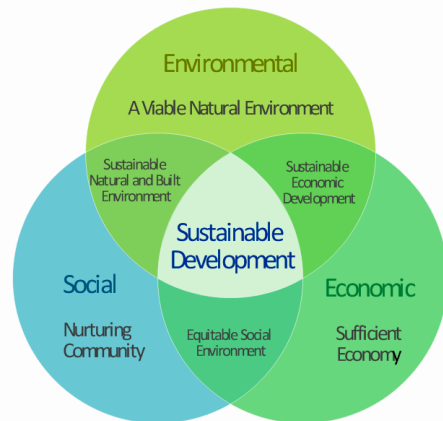 Environmental
A Viable Natural Environment
Sustainable
Natural and Built
Environment
Sustainable
Economic
Development
Sustainable
Development
Social
Economic
Nurturing
Community
Equitable Social
Environment
Sufficient
Economy